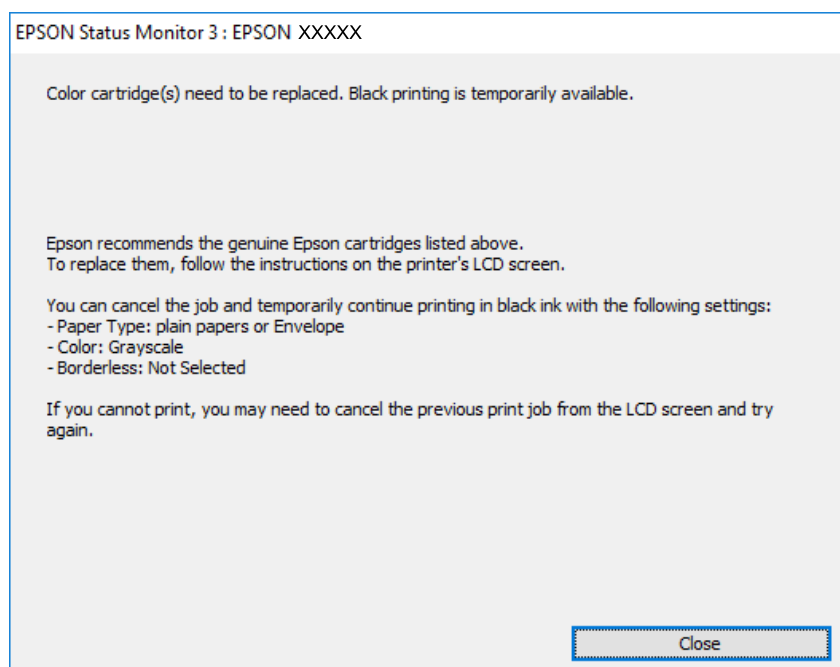 EPSON Status Monitor 3 : EPSON XXXXX
Color cartridge(s) need to be replaced. Black printing is temporarily available.
Epson recommends the genuine Epson cartridges listed above.
To replace them, follow the instructions on the printer's LCD screen.
You can cancel the job and temporarily continue printing in black ink with the following settings:
- Paper Type: plain papers or Envelope
- Color: Grayscale
- Borderless: Not Selected
If you cannot print, you may need to cancel the previous print job from the LCD screen and try
again.
Close